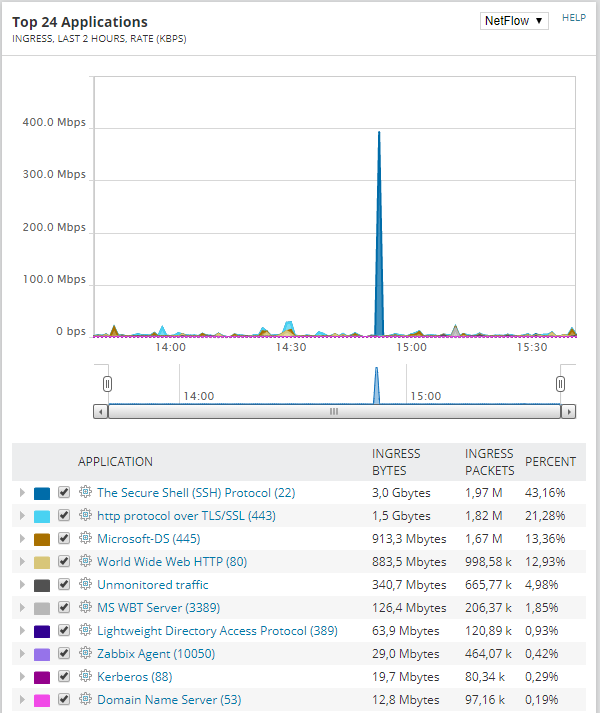 Top 24 Applications
NetFlow ▼
HELP
INGRESS, LAST 2 HOURS, RATE (KBPS)
400.0 Mbps
300.0 Mbps
200.0 Mbps
100.0 Mbps
0 bps
14:00 14:30 15:00 15:30
14:00 15:00
APPLICATION INGRESS BYTES INGRESS PACKETS PERCENT
The Secure Shell (SSH) Protocol (22) 3,0 Gbytes 1,97 M 43,16%
http protocol over TLS/SSL (443) 1,5 Gbytes 1,82 M 21,28%
Microsoft-DS (445) 913,3 Mbytes 1,67 M 13,36%
World Wide Web HTTP (80) 883,5 Mbytes 998,58 k 12,93%
Unmonitored traffic 340,7 Mbytes 665,77 k 4,98%
MS WBT Server (3389) 126,4 Mbytes 206,37 k 1,85%
Lightweight Directory Access Protocol (389) 63,9 Mbytes 120,89 k 0,93%
Zabbix Agent (10050) 29,0 Mbytes 464,07 k 0,42%
Kerberos (88) 19,7 Mbytes 80,34 k 0,29%
Domain Name Server (53) 12,8 Mbytes 97,16 k 0,19%